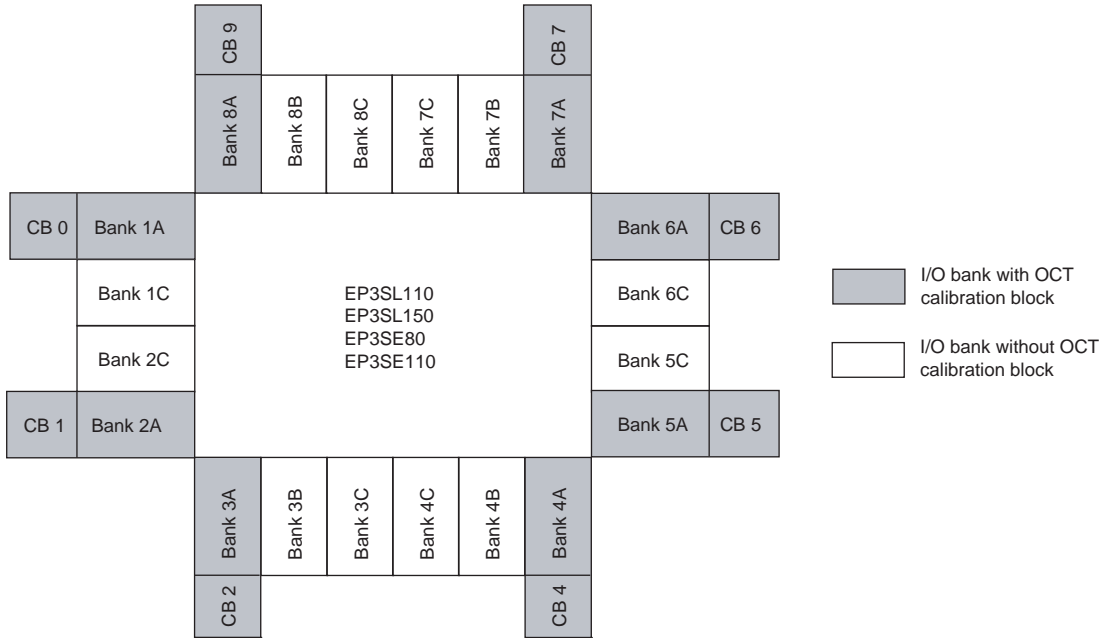 CB 9
CB 7
Bank 8A
Bank 8B
Bank 8C
Bank 7C
Bank 7B
Bank 7A
CB 0
Bank 1A
Bank 6A
CB 6
Bank 1C
Bank 6C
EP3SL110
EP3SL150
EP3SE80
EP3SE110
I/O bank with OCT
calibration block
Bank 2C
Bank 5C
I/O bank without OCT
calibration block
CB 1
Bank 2A
Bank 5A
CB 5
Bank 3A
Bank 3B
Bank 3C
Bank 4C
Bank 4B
Bank 4A
CB 2
CB 4